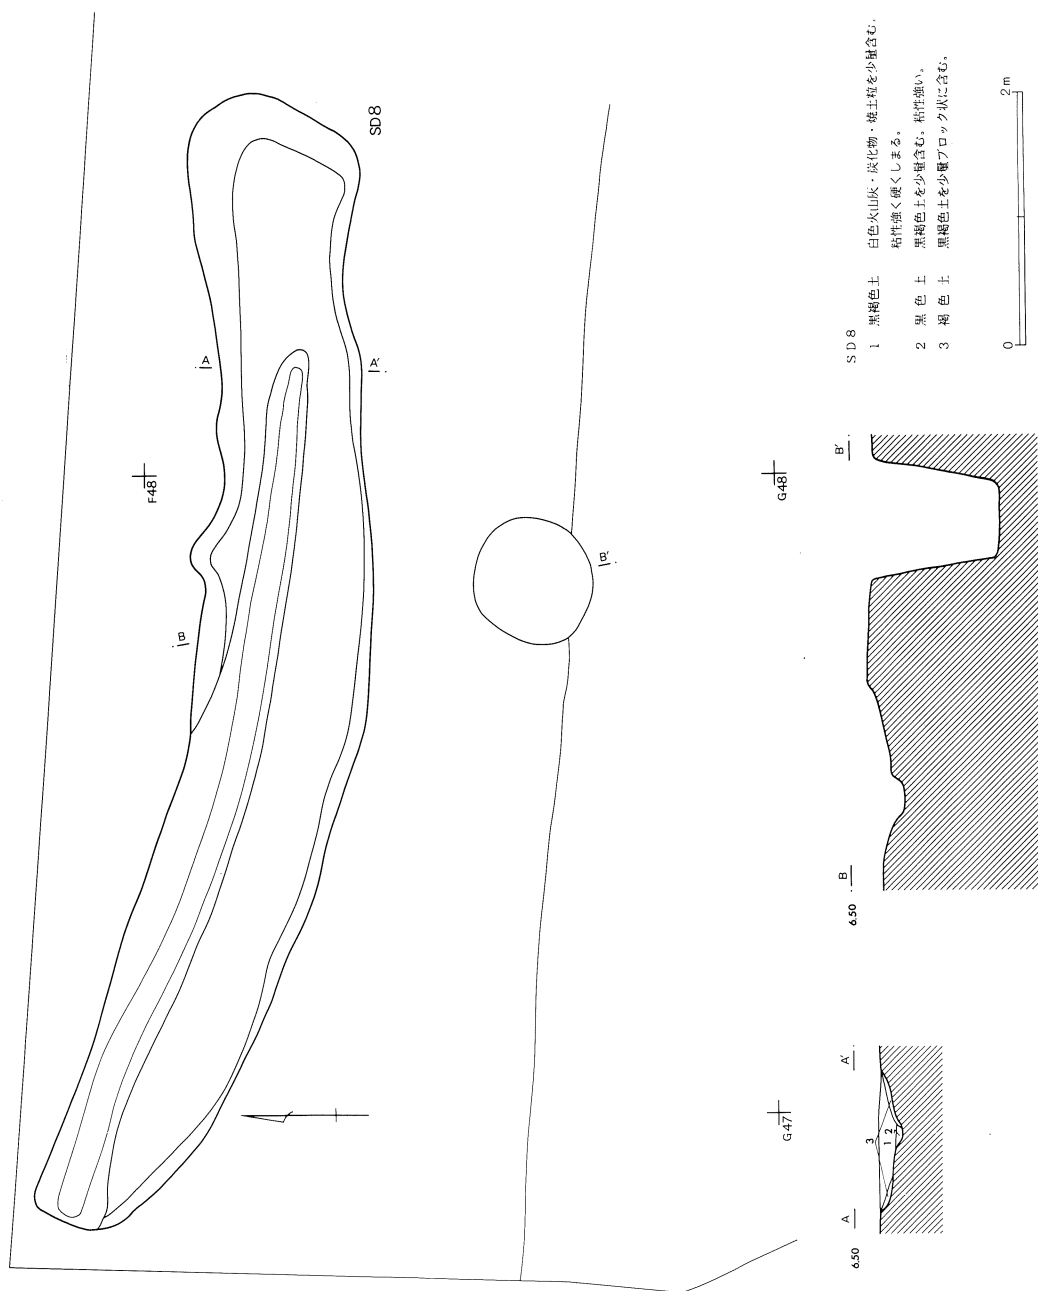 SD8
A
A′
F48
G48
B
B′
G47
SD8
1 黒褐色土 白色火山灰・炭化物・焼土粒を少量含む。
粘性強く硬くしまる。
2 黒色土 黒褐色土を少量含む。粘性強い。
3 褐色土 黒褐色土を少量ブロック状に含む。
0 2m
B′
B
6.50
A′
3
1 2
A
6.50